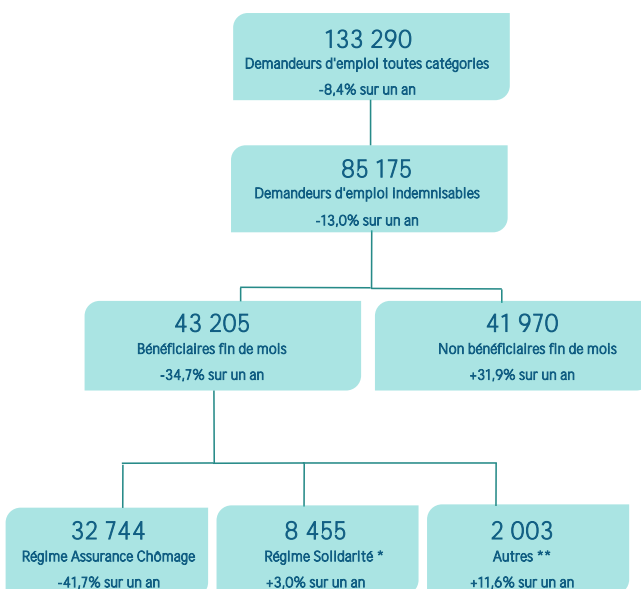 133 290
Demandeurs d'emploi toutes catégories
-8,4% sur un an
85 175
Demandeurs d'emploi indemnisables
-13,0% sur un an
43 205
Bénéficiaires fin de mois
-34,7% sur un an
41 970
Non bénéficiaires fin de mois
+31,9% sur un an
32 744
Régime Assurance Chômage
-41,7% sur un an
8 455
Régime Solidarité *
+3,0% sur un an
2 003
Autres **
+11,6% sur un an